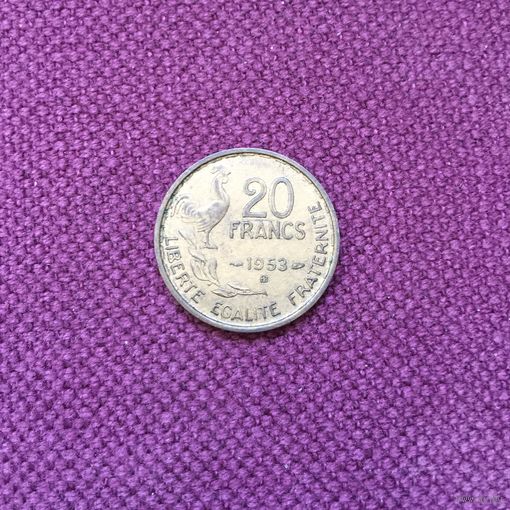 20
FRANCS
1953
LIBERTE EGALITE FRATERNITE